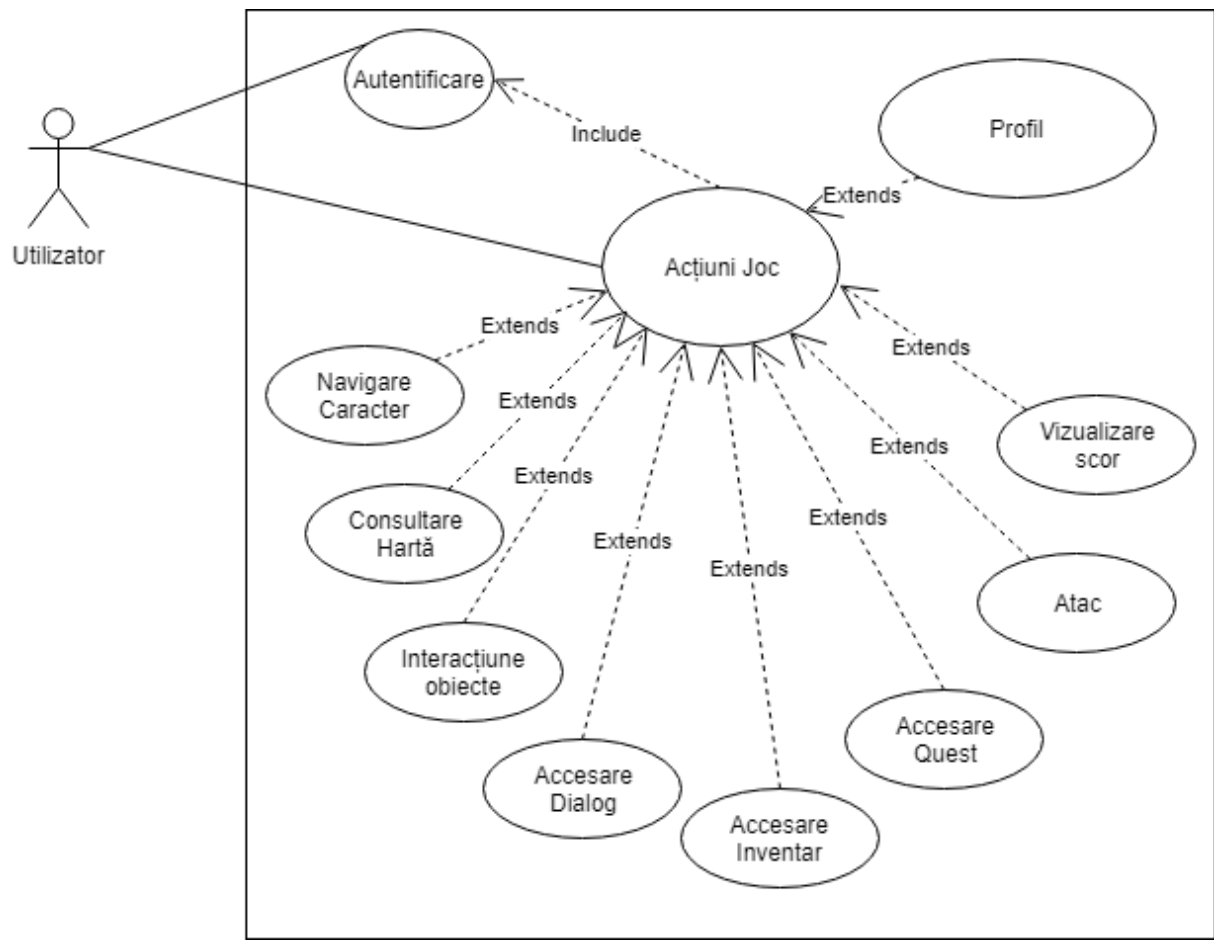 Autentificare
Include
Profil
Extends
Utilizator
Acțiuni Joc
Extends
Extends
Navigare
Caracter
Extends
Vizualizare
scor
Extends
Extends
Consultare
Hartă
Extends
Extends
Extends
Atac
Interacțiune
obiecte
Accesare
Quest
Accesare
Dialog
Accesare
Inventar